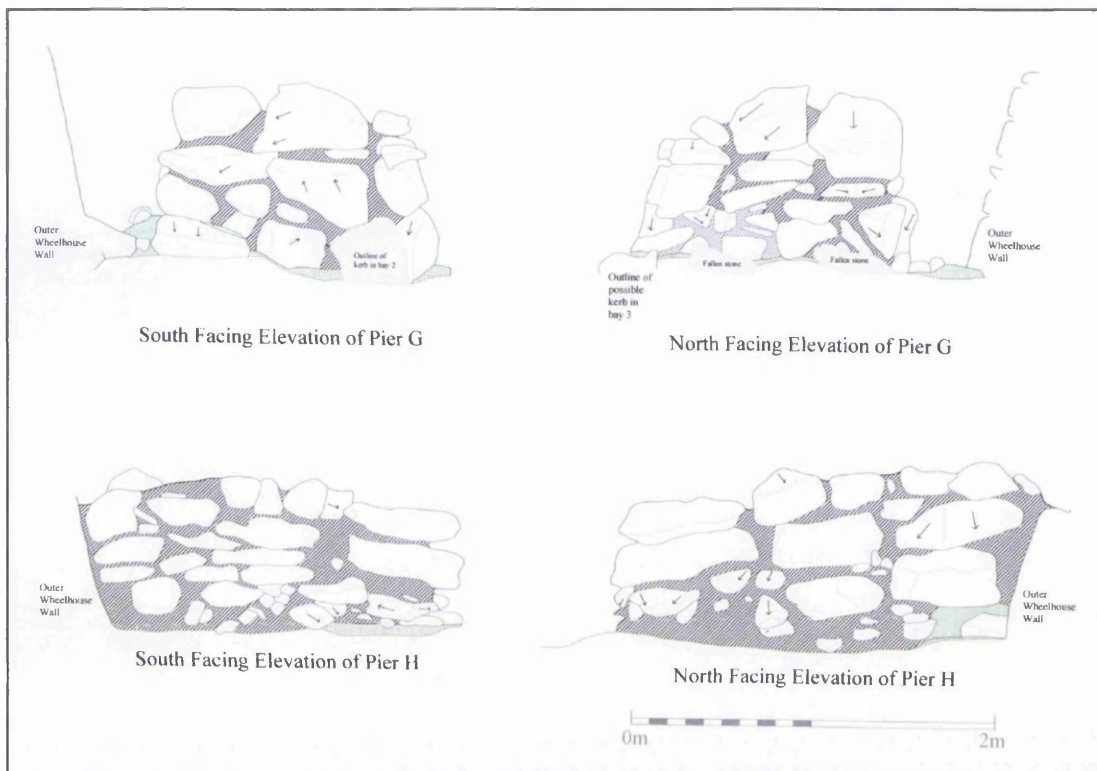 Outer
Wheelhouse
Wall
Outline of
kerb in bay 2
South Facing Elevation of Pier G
Outline of
possible
kerb in
bay 3
Fallen stone
Fallen stone
Outer
Wheelhouse
Wall
North Facing Elevation of Pier G
Outer
Wheelhouse
Wall
South Facing Elevation of Pier H
Outer
Wheelhouse
Wall
North Facing Elevation of Pier H
0m
2m